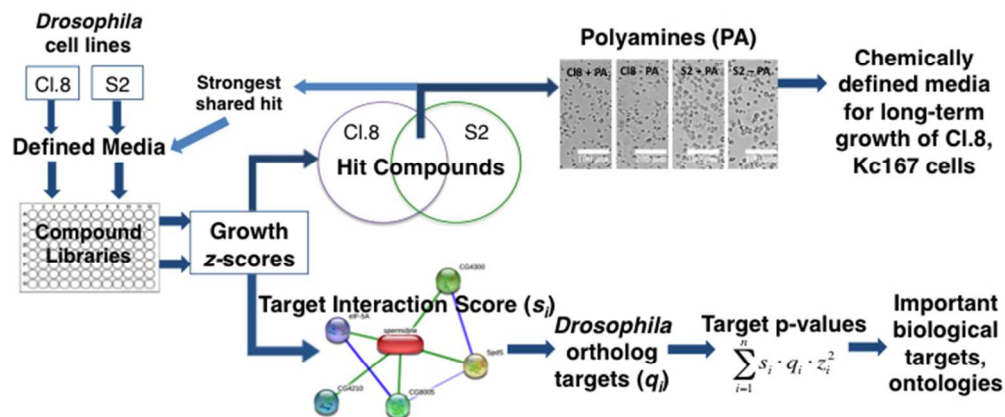 Drosophila
cell lines
Cl.8
S2
Defined Media
Compound
Libraries
Growth
z-scores
Strongest
shared hit
Cl.8
S2
Hit Compounds
Polyamines (PA)
Cl8 + PA
Cl8 - PA
S2 + PA
S2 – PA
Chemically
defined media
for long-term
growth of Cl.8,
Kc167 cells
Target Interaction Score (si)
CG4300
eIF-5A
spermidine
SpdS
CG4210
CG8005
Drosophila
ortholog
targets (qi)
Target p-values
n
∑ si · qi · zi²
i=1
Important
biological
targets,
ontologies